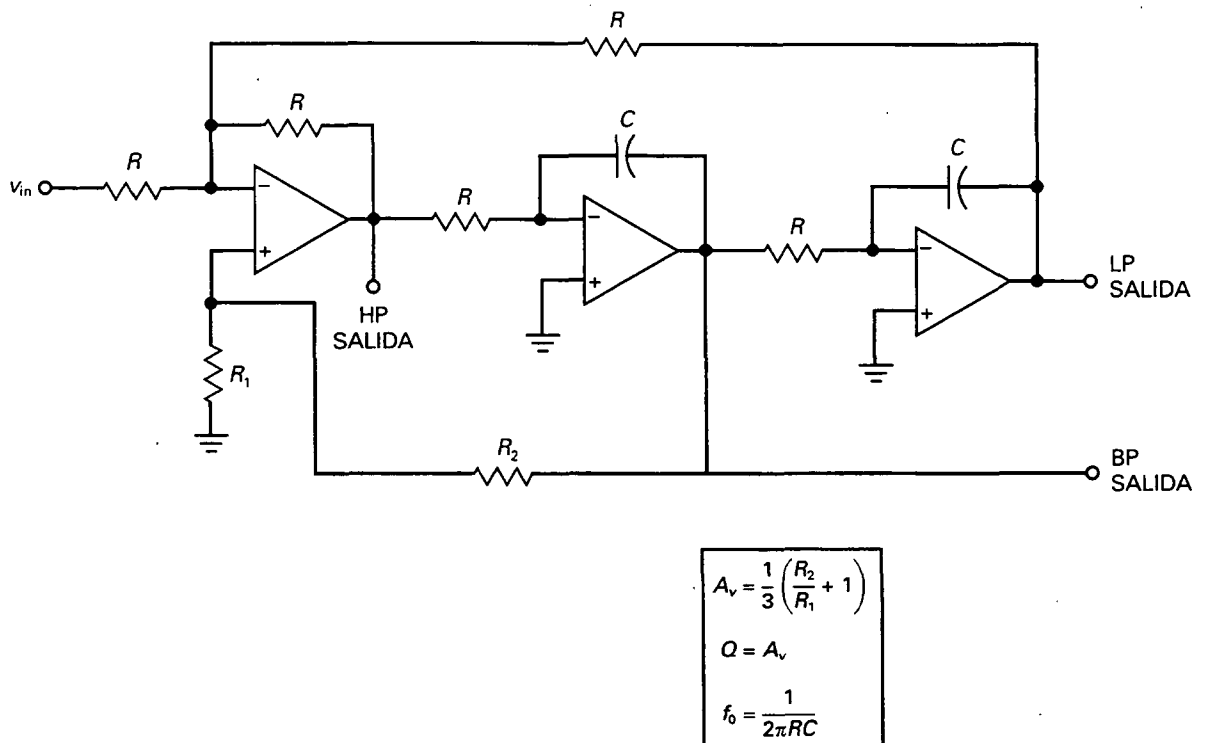 R
R
C
C
R
v_in
−
R
−
R
−
+
+
+
LP
SALIDA
HP
SALIDA
R₁
R₂
BP
SALIDA
A_v = 1/3 (R₂/R₁ + 1)
Q = A_v
f₀ = 1/2πRC